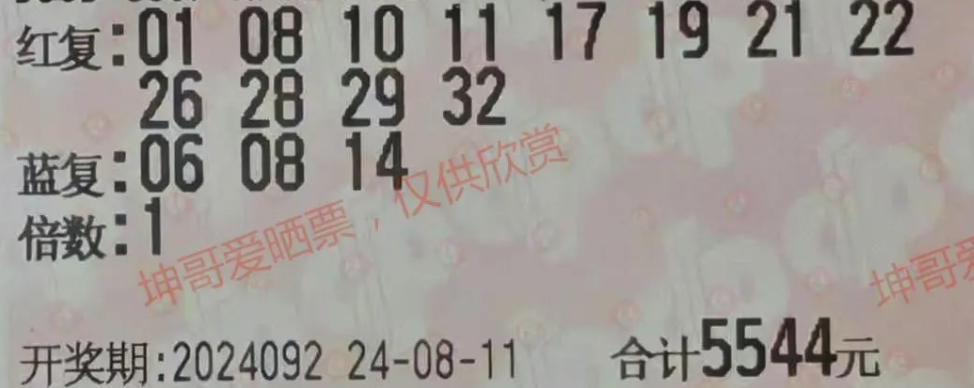 红复:01 08 10 11 17 19 21 22
26 28 29 32
蓝复:06 08 14
倍数:1
坤哥爱晒票，仅供欣赏
坤哥爱
开奖期:2024092 24-08-11 合计5544元